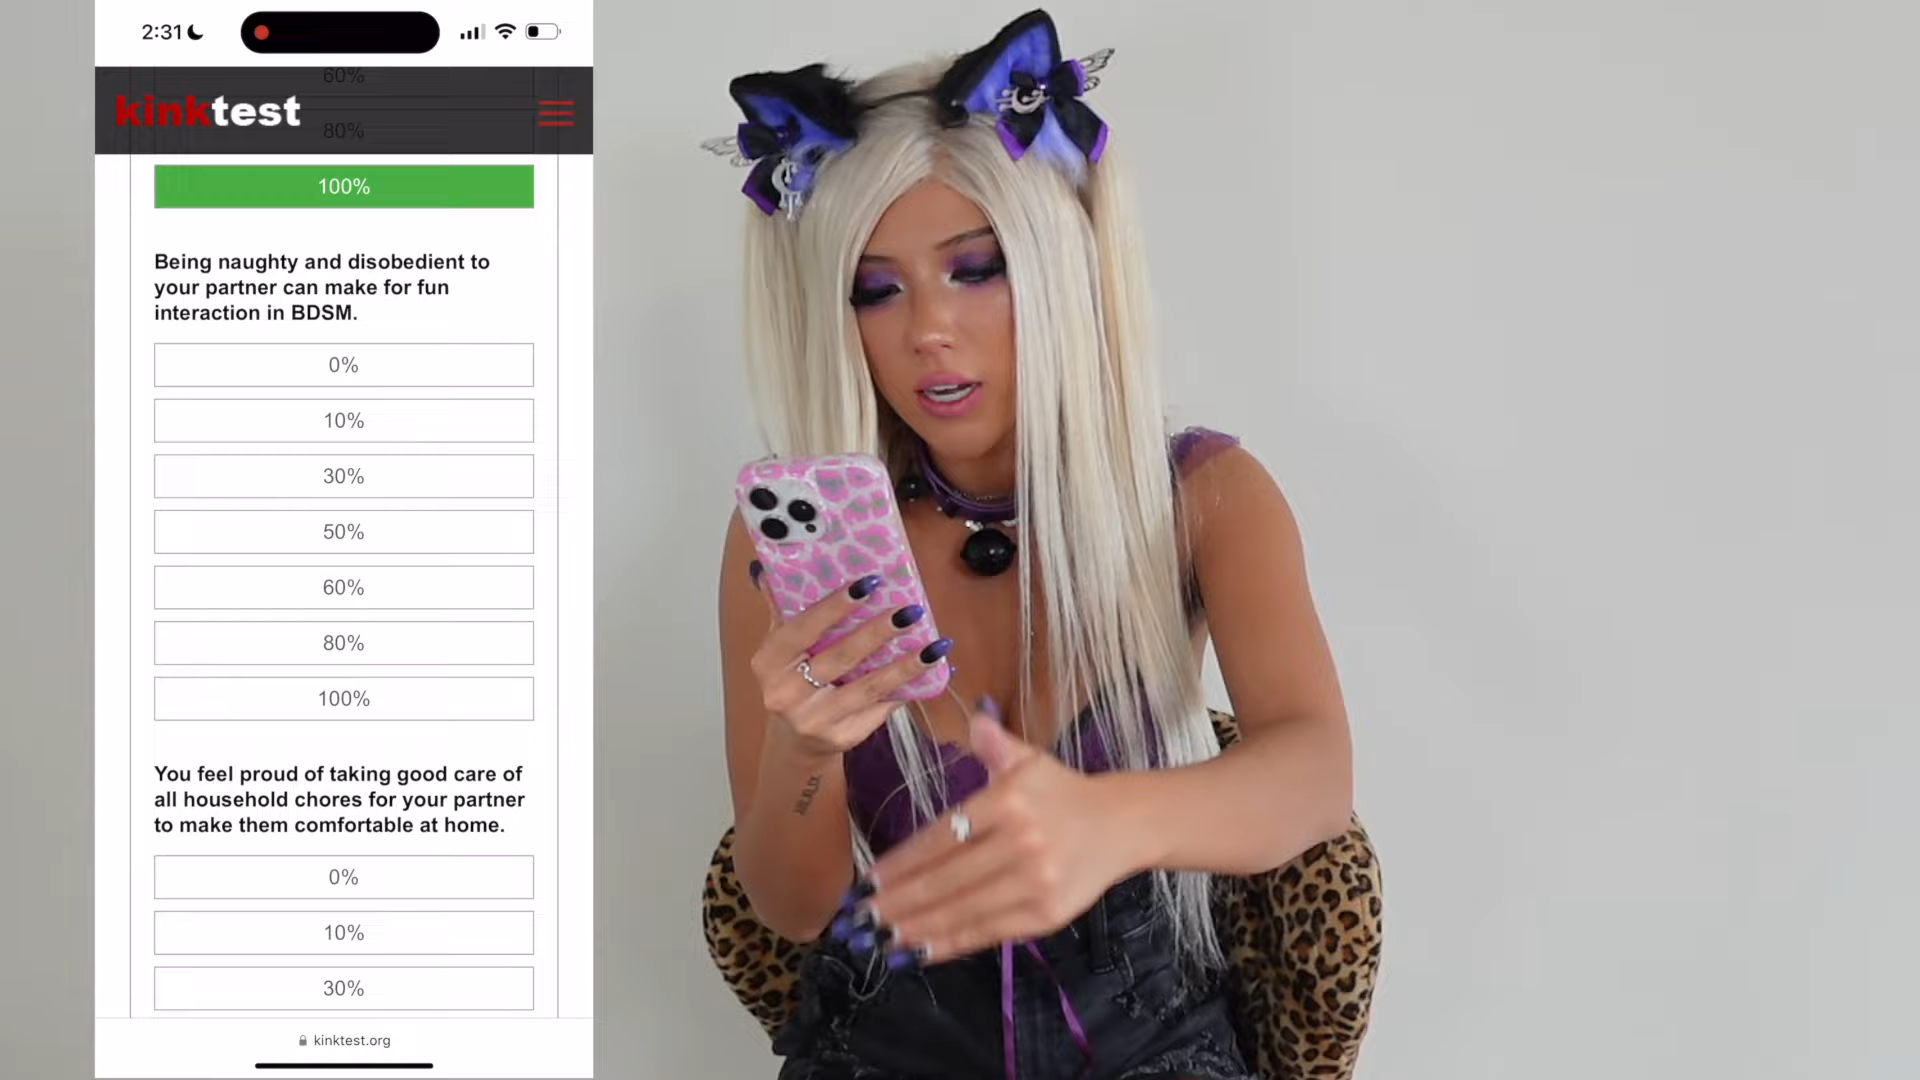 2:31
60%
kinktest
80%
100%
Being naughty and disobedient to
your partner can make for fun
interaction in BDSM.
0%
10%
30%
50%
60%
80%
100%
You feel proud of taking good care of
all household chores for your partner
to make them comfortable at home.
0%
10%
30%
kinktest.org